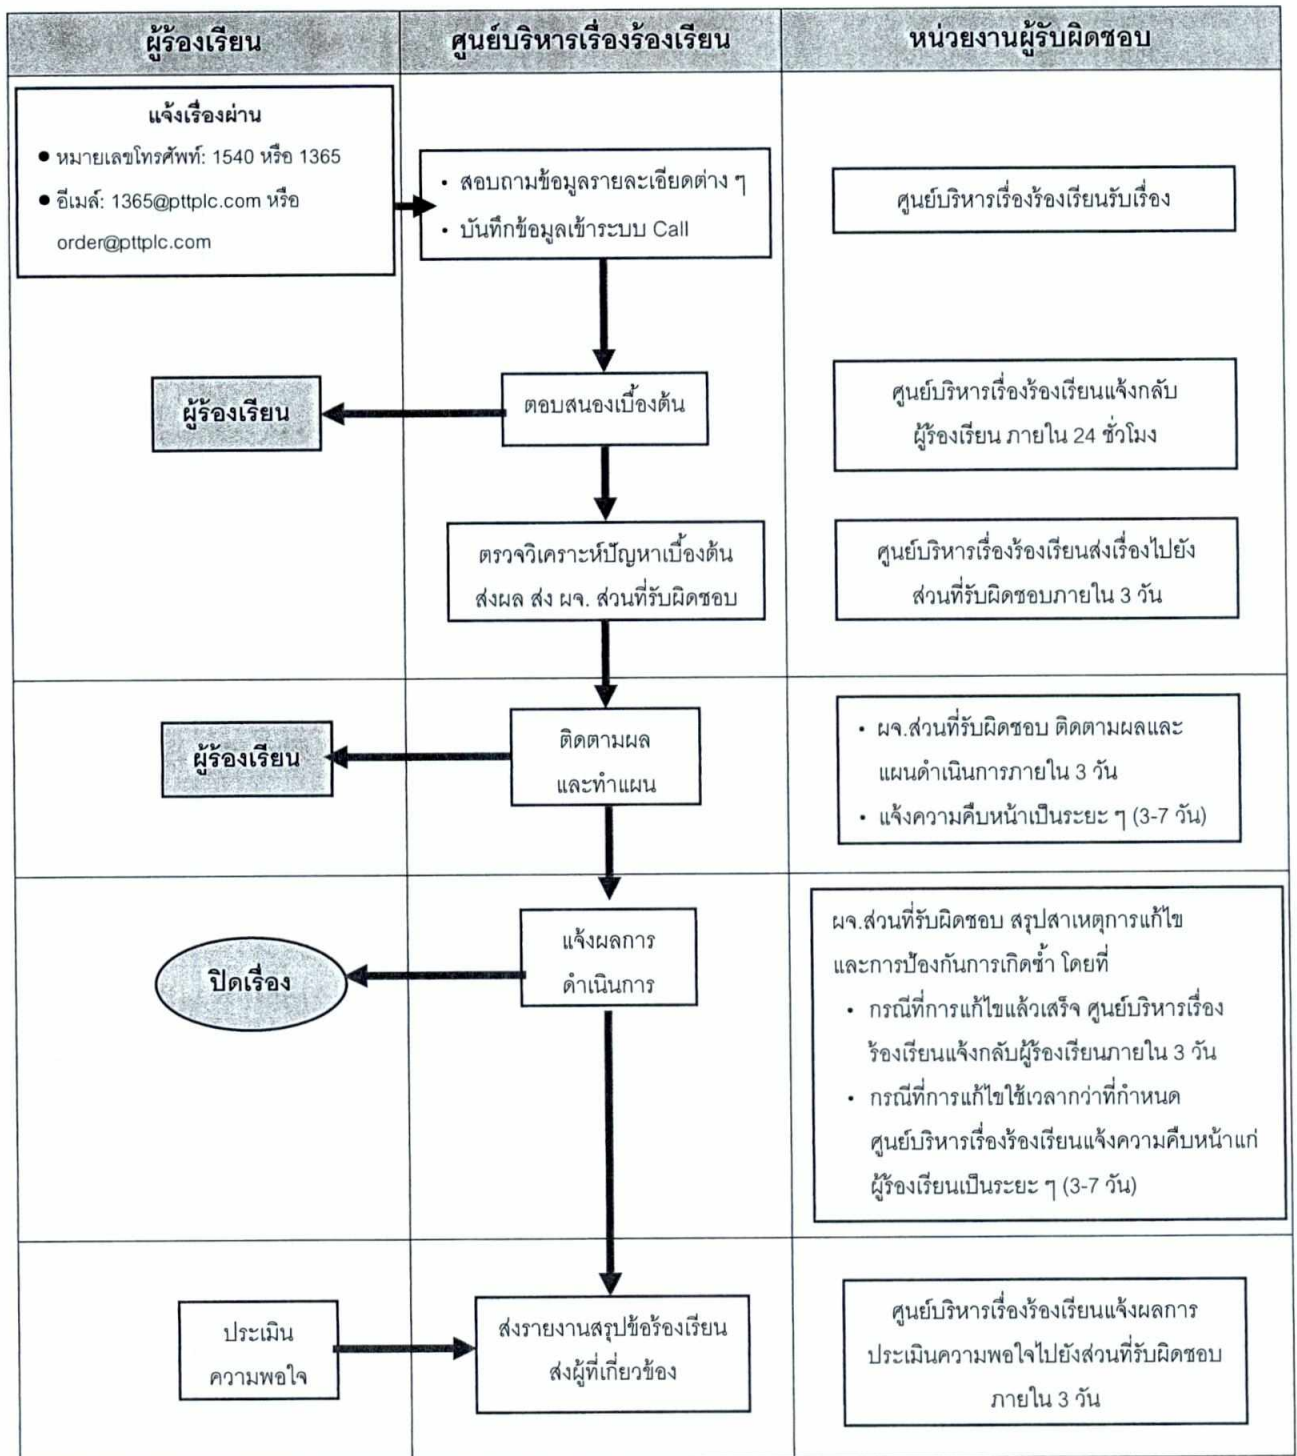 ผู้ร้องเรียน
ศูนย์บริหารเรื่องร้องเรียน
หน่วยงานผู้รับผิดชอบ
แจ้งเรื่องผ่าน
● หมายเลขโทรศัพท์: 1540 หรือ 1365
● อีเมล์: 1365@pttplc.com หรือ
order@pttplc.com
• สอบถามข้อมูลรายละเอียดต่าง ๆ
• บันทึกข้อมูลเข้าระบบ Call
ศูนย์บริหารเรื่องร้องเรียนรับเรื่อง
ผู้ร้องเรียน
ตอบสนองเบื้องต้น
ศูนย์บริหารเรื่องร้องเรียนแจ้งกลับ
ผู้ร้องเรียน ภายใน 24 ชั่วโมง
ตรวจวิเคราะห์ปัญหาเบื้องต้น
ส่งผล ส่ง ผจ. ส่วนที่รับผิดชอบ
ศูนย์บริหารเรื่องร้องเรียนส่งเรื่องไปยัง
ส่วนที่รับผิดชอบภายใน 3 วัน
ผู้ร้องเรียน
ติดตามผล
และทำแผน
• ผจ.ส่วนที่รับผิดชอบ ติดตามผลและ
แผนดำเนินการภายใน 3 วัน
• แจ้งความคืบหน้าเป็นระยะ ๆ (3-7 วัน)
ปิดเรื่อง
แจ้งผลการ
ดำเนินการ
ผจ.ส่วนที่รับผิดชอบ สรุปสาเหตุการแก้ไข
และการป้องกันการเกิดซ้ำ โดยที่
• กรณีที่การแก้ไขแล้วเสร็จ ศูนย์บริหารเรื่อง
ร้องเรียนแจ้งกลับผู้ร้องเรียนภายใน 3 วัน
• กรณีที่การแก้ไขใช้เวลากว่าที่กำหนด
ศูนย์บริหารเรื่องร้องเรียนแจ้งความคืบหน้าแก่
ผู้ร้องเรียนเป็นระยะ ๆ (3-7 วัน)
ประเมิน
ความพอใจ
ส่งรายงานสรุปข้อร้องเรียน
ส่งผู้ที่เกี่ยวข้อง
ศูนย์บริหารเรื่องร้องเรียนแจ้งผลการ
ประเมินความพอใจไปยังส่วนที่รับผิดชอบ
ภายใน 3 วัน